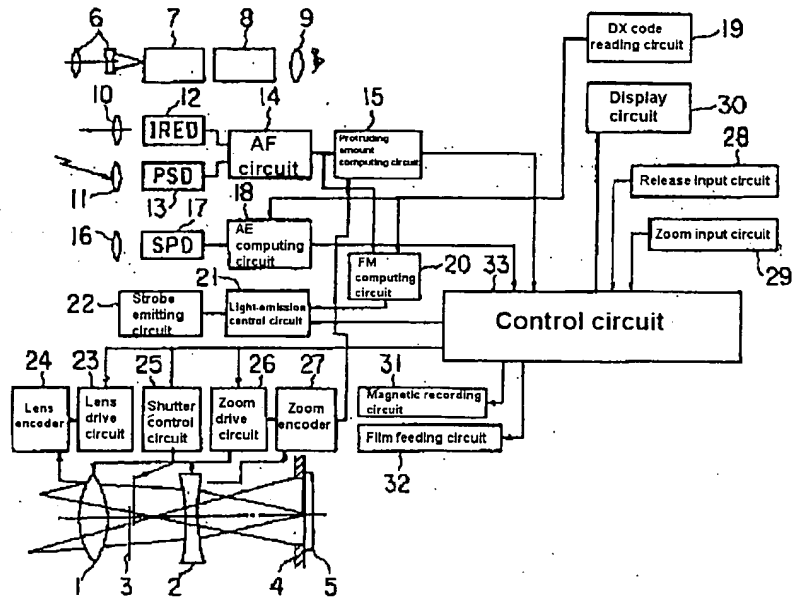 6
7
8
9
DX code
reading circuit
19
10
12
14
15
IRED
AF
circuit
Protruding
amount
computing circuit
Display
circuit
30
11
PSD
13
28
Release input circuit
16
17
18
SPD
AE
computing
circuit
Zoom input circuit
29
FM
computing
circuit
20
33
22
21
Strobe
emitting
circuit
Light-emission
control circuit
Control circuit
24
23
25
26
27
31
Lens
encoder
Lens
drive
circuit
Shutter
control
circuit
Zoom
drive
circuit
Zoom
encoder
Magnetic recording
circuit
Film feeding circuit
32
1
3
2
4
5